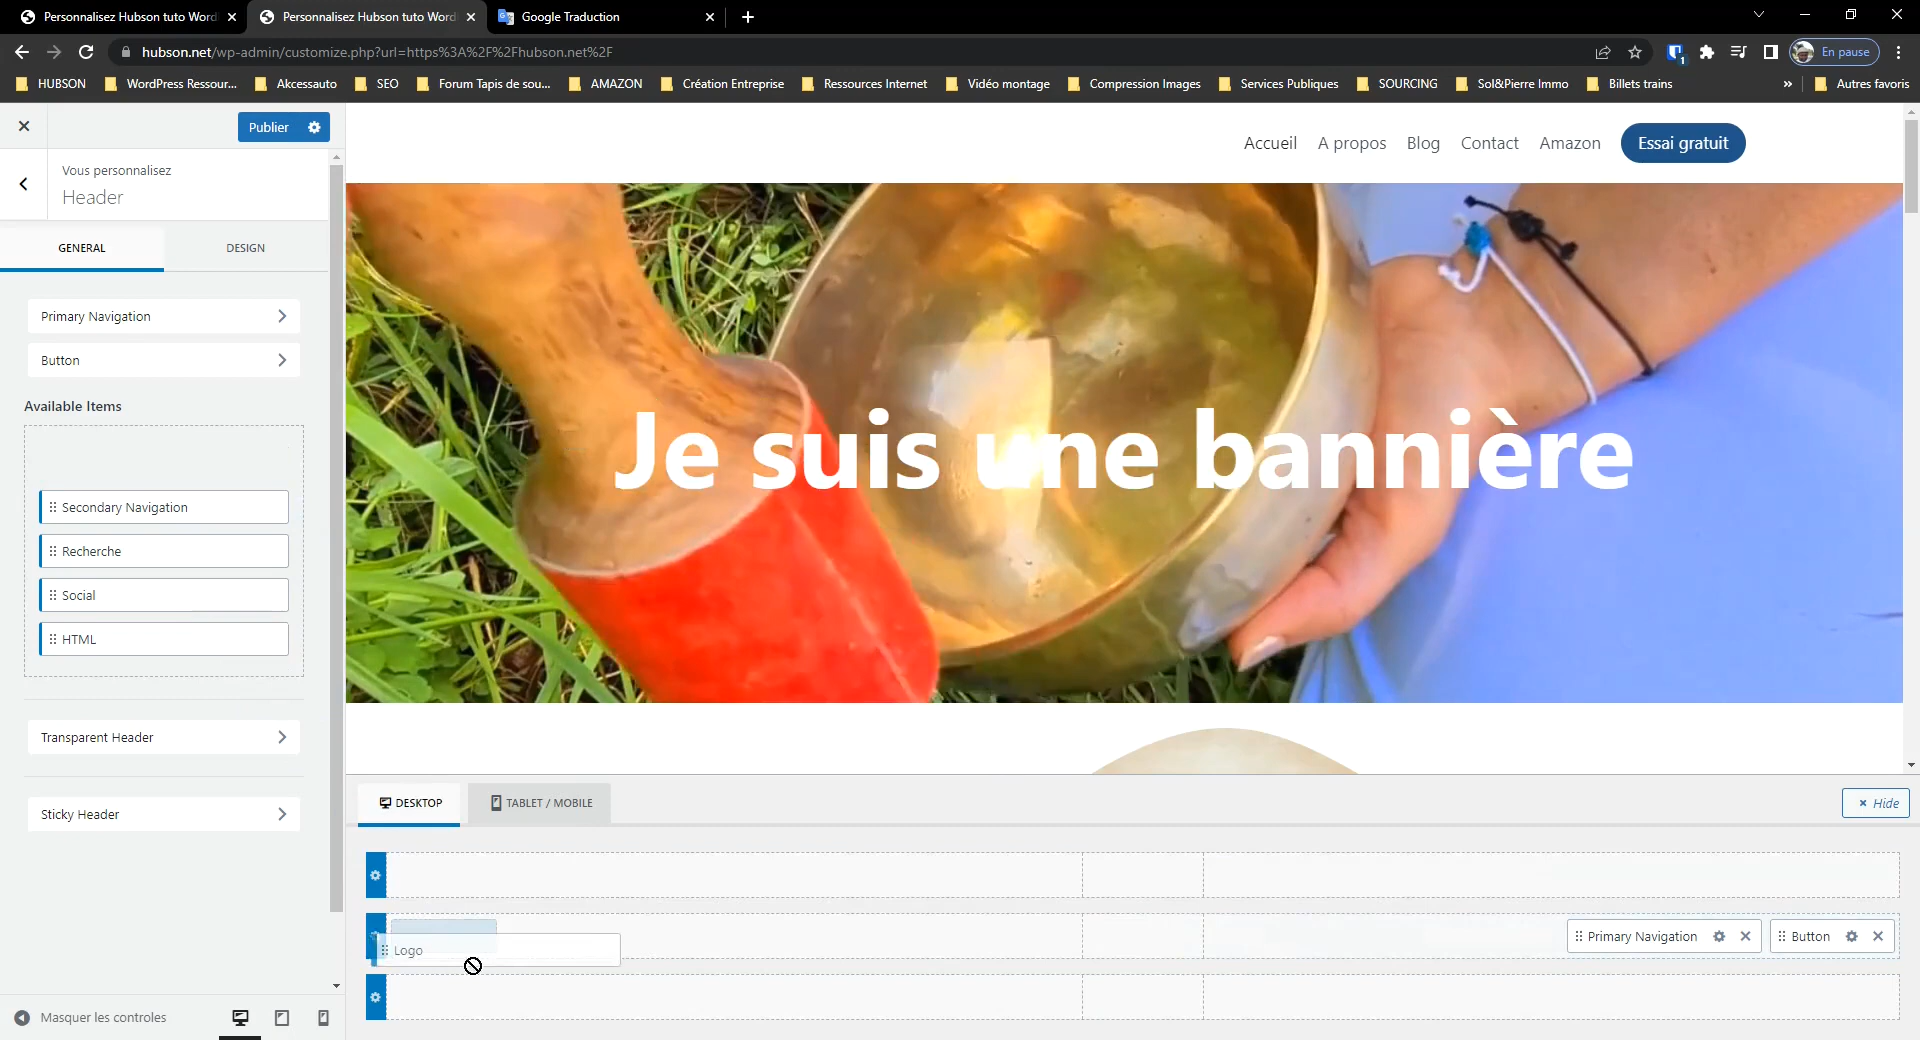 Personnalisez Hubson tuto Word
Personnalisez Hubson tuto Word
Google Traduction
hubson.net/wp-admin/customize.php?url=https%3A%2F%2Fhubson.net%2F
1
En pause
HUBSON
WordPress Ressour...
Akcessauto
SEO
Forum Tapis de sou...
AMAZON
Création Entreprise
Ressources Internet
Vidéo montage
Compression Images
Services Publiques
SOURCING
Sol&Pierre Immo
Billets trains
»
Autres favoris
Publier
Vous personnalisez
Header
GENERAL
DESIGN
Primary Navigation
Button
Available Items
Secondary Navigation
Recherche
Social
HTML
Transparent Header
Sticky Header
Masquer les controles
Accueil
A propos
Blog
Contact
Amazon
Essai gratuit
Je suis une bannière
DESKTOP
TABLET / MOBILE
× Hide
Logo
Primary Navigation
Button